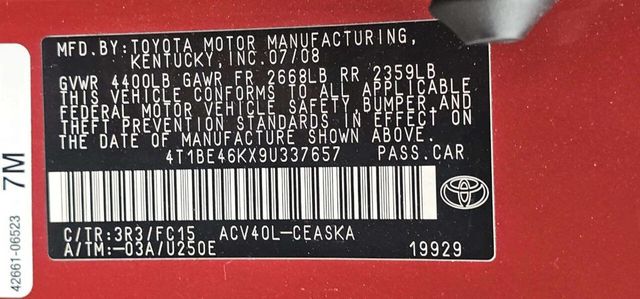 MFD.BY:TOYOTA MOTOR MANUFACTURING,
KENTUCKY,INC.07/08
GVWR 4400LB GAWR FR 2668LB RR 2359LB
THIS VEHICLE CONFORMS TO ALL APPLICABLE
FEDERAL MOTOR VEHICLE SAFETY,BUMPER,AND
THEFT PREVENTION STANDARDS IN EFFECT ON
THE DATE OF MANUFACTURE SHOWN ABOVE.
4T1BE46KX9U337657 PASS.CAR
C/TR:3R3/FC15 ACV40L-CEASKA
A/TM:-03A/U250E 19929
TOYOTA
7M
42661-06523